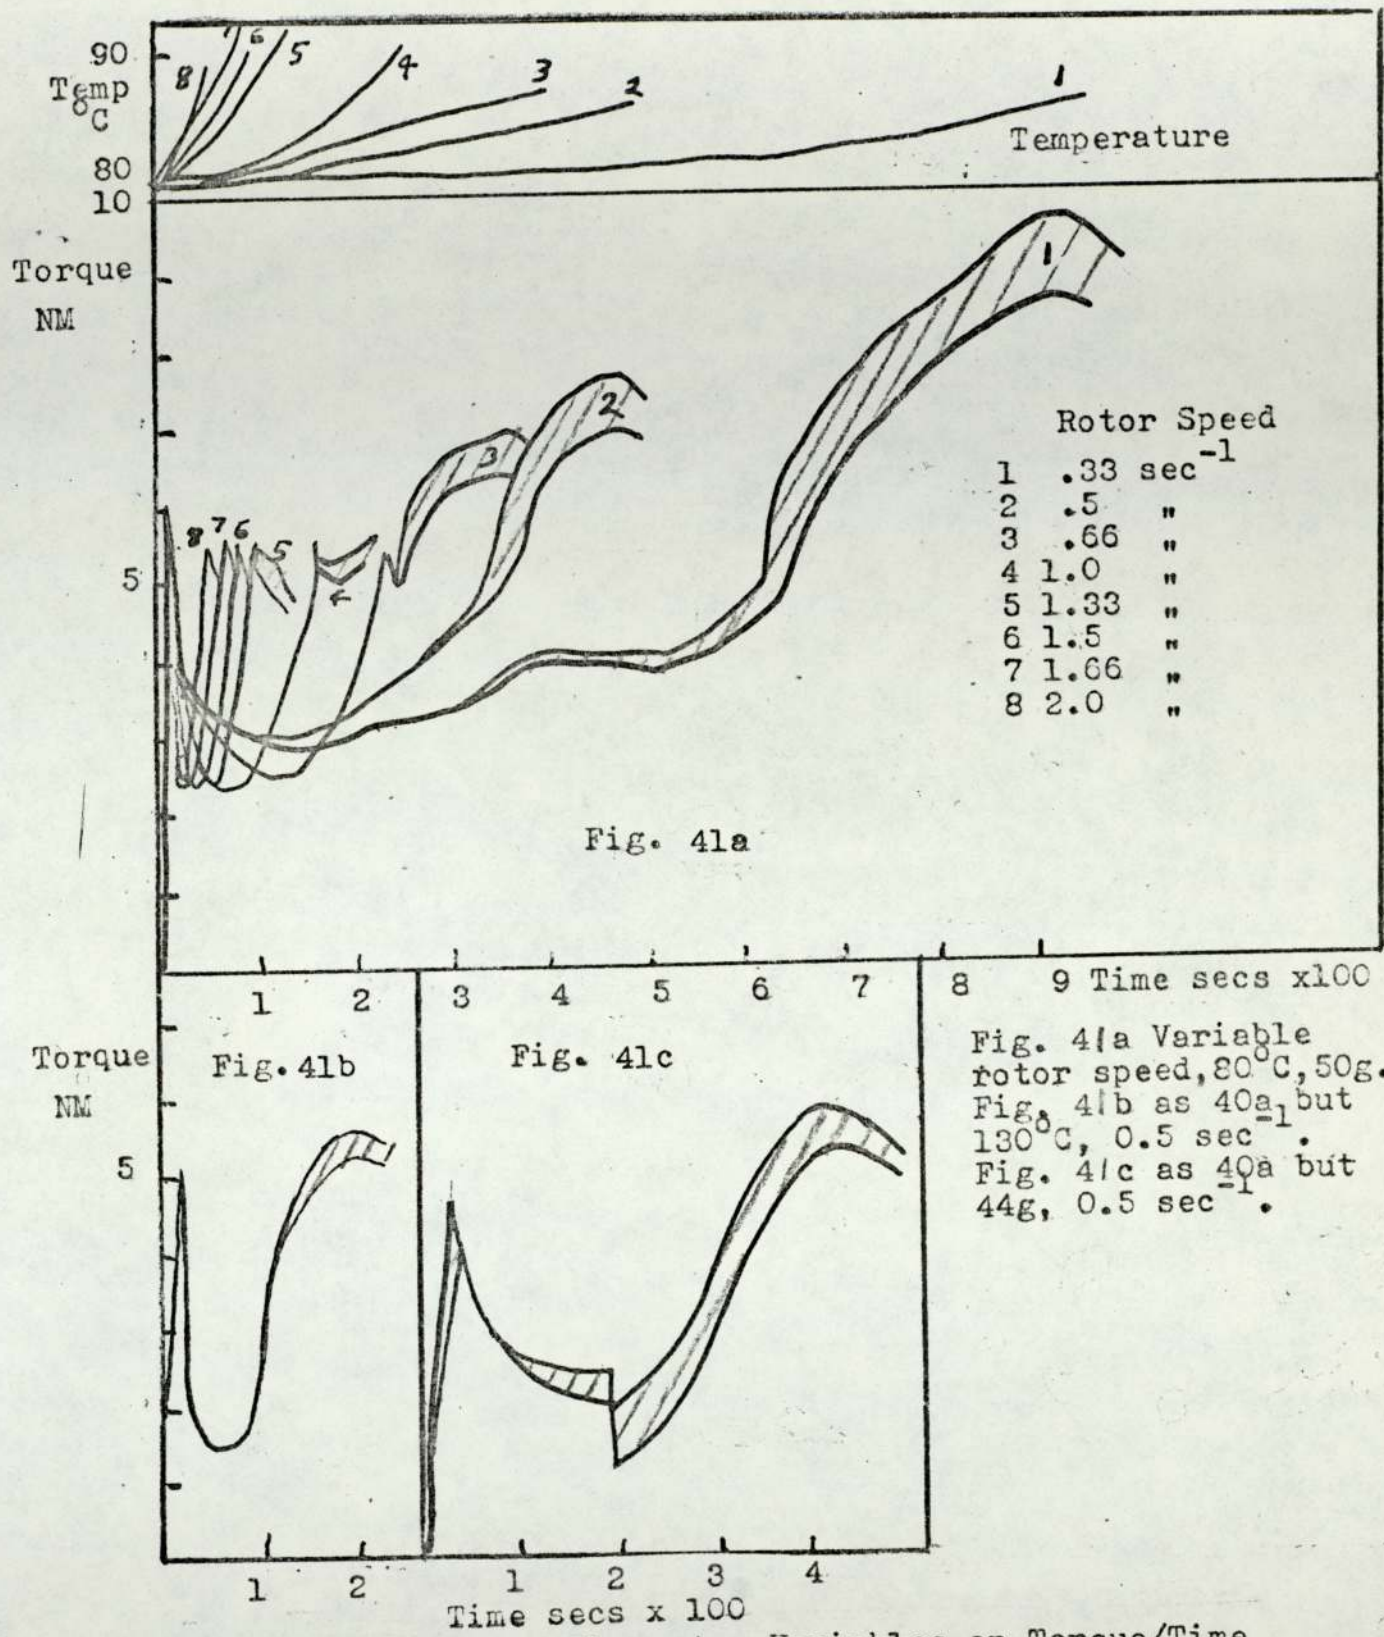 90
Temp
°C
80
8 7 6 5 4 3 2 1
Temperature
10
Torque
NM
5
8 7 6 5 3 2 1
Rotor Speed
1 .33 sec⁻¹
2 .5 "
3 .66 "
4 1.0 "
5 1.33 "
6 1.5 "
7 1.66 "
8 2.0 "
Fig. 41a
1 2 3 4 5 6 7 8 9 Time secs x100
Torque
NM
5
Fig. 41b
Fig. 41c
Fig. 41a Variable
rotor speed, 80°C, 50g.
Fig. 41b as 40a but
130°C, 0.5 sec⁻¹.
Fig. 41c as 40a but
44g, 0.5 sec⁻¹.
1 2 1 2 3 4
Time secs x 100
Variables on Torque/Time